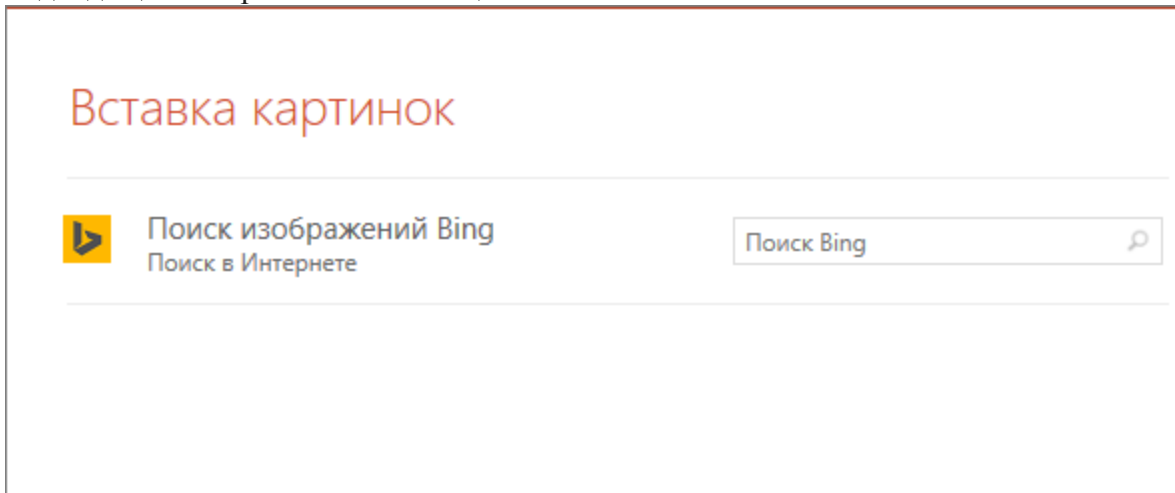 Вставка картинок
Поиск изображений Bing
Поиск в Интернете
Поиск Bing